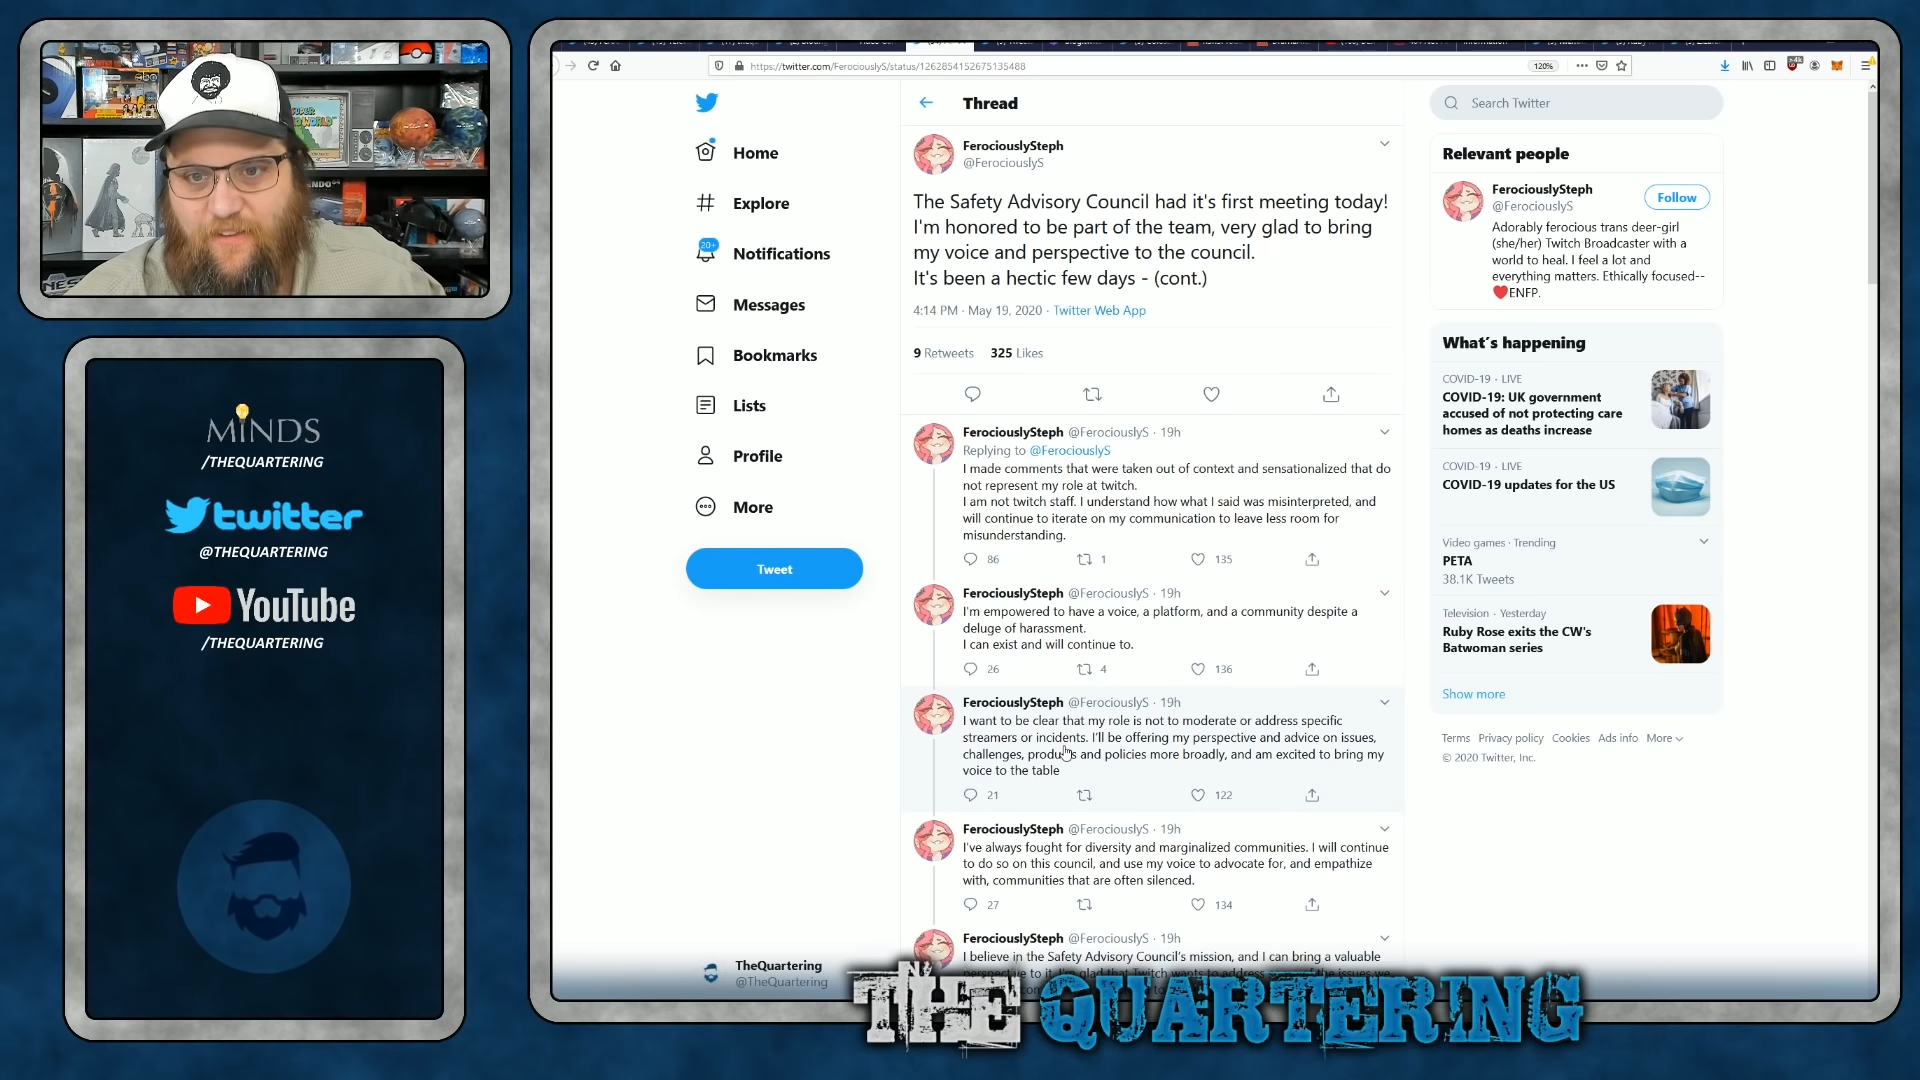 MINDS
/THEQUARTERING
twitter
@THEQUARTERING
YouTube
/THEQUARTERING
https://twitter.com/FerociouslyS/status/1262854152675135488
120%
Home
Explore
20+
Notifications
Messages
Bookmarks
Lists
Profile
More
Tweet
TheQuartering
@TheQuartering
Thread
FerociouslySteph
@FerociouslyS
The Safety Advisory Council had it's first meeting today!
I'm honored to be part of the team, very glad to bring
my voice and perspective to the council.
It's been a hectic few days - (cont.)
4:14 PM · May 19, 2020 · Twitter Web App
9 Retweets 325 Likes
FerociouslySteph @FerociouslyS · 19h
Replying to @FerociouslyS
I made comments that were taken out of context and sensationalized that do
not represent my role at twitch.
I am not twitch staff. I understand how what I said was misinterpreted, and
will continue to iterate on my communication to leave less room for
misunderstanding.
86 1 135
FerociouslySteph @FerociouslyS · 19h
I'm empowered to have a voice, a platform, and a community despite a
deluge of harassment.
I can exist and will continue to.
26 4 136
FerociouslySteph @FerociouslyS · 19h
I want to be clear that my role is not to moderate or address specific
streamers or incidents. I'll be offering my perspective and advice on issues,
challenges, products and policies more broadly, and am excited to bring my
voice to the table
21 122
FerociouslySteph @FerociouslyS · 19h
I've always fought for diversity and marginalized communities. I will continue
to do so on this council, and use my voice to advocate for, and empathize
with, communities that are often silenced.
27 134
FerociouslySteph @FerociouslyS · 19h
I believe in the Safety Advisory Council's mission, and I can bring a valuable
perspective to it. I'm glad that Twitch wants to address
Search Twitter
Relevant people
FerociouslySteph
@FerociouslyS
Follow
Adorably ferocious trans deer-girl
(she/her) Twitch Broadcaster with a
world to heal. I feel a lot and
everything matters. Ethically focused--
❤️ENFP.
What's happening
COVID-19 · LIVE
COVID-19: UK government
accused of not protecting care
homes as deaths increase
COVID-19 · LIVE
COVID-19 updates for the US
Video games · Trending
PETA
38.1K Tweets
Television · Yesterday
Ruby Rose exits the CW's
Batwoman series
Show more
Terms Privacy policy Cookies Ads info More
© 2020 Twitter, Inc.
THE QUARTERING